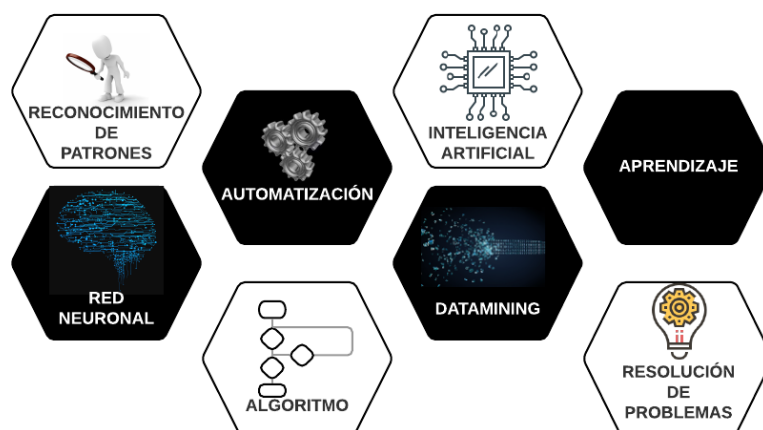 RECONOCIMIENTO
DE
PATRONES
AUTOMATIZACIÓN
INTELIGENCIA
ARTIFICIAL
APRENDIZAJE
RED
NEURONAL
ALGORITMO
DATAMINING
RESOLUCIÓN
DE
PROBLEMAS